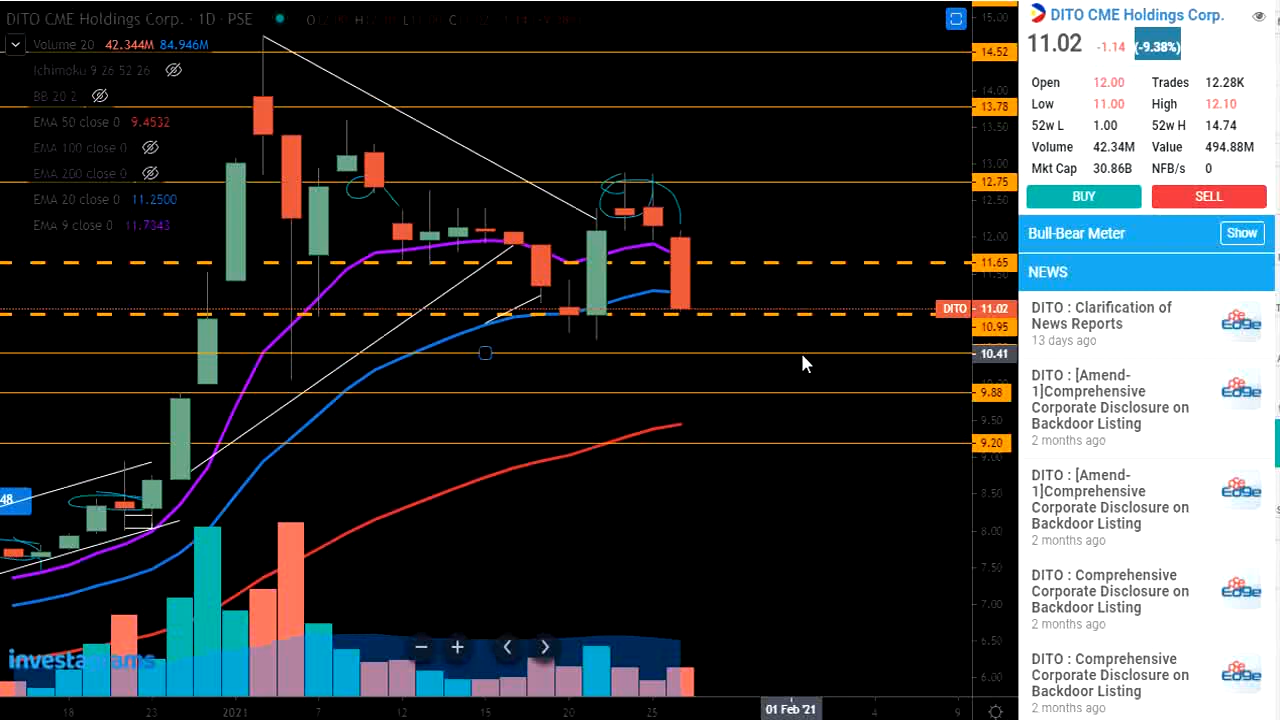 DITO CME Holdings Corp. · 1D · PSE
Volume 20 42.344M 84.946M
Ichimoku 9 26 52 26
BB 20 2
EMA 50 close 0 9.4532
EMA 100 close 0
EMA 200 close 0
EMA 20 close 0 11.2500
EMA 9 close 0
15.00
14.52
14.00
13.78
13.50
13.00
12.75
12.50
12.00
11.65
11.50
DITO 11.02
10.95
10.41
9.88
9.50
9.20
9.00
8.50
8.00
7.50
7.00
6.50
6.00
48
investagrams
18 23 2021 7 12 15 20 25 01 Feb '21 4 9
DITO CME Holdings Corp.
11.02 -1.14 (-9.38%)
Open 12.00 Trades 12.28K
Low 11.00 High 12.10
52w L 1.00 52w H 14.74
Volume 42.34M Value 494.88M
Mkt Cap 30.86B NFB/s 0
BUY SELL
Bull-Bear Meter Show
NEWS
DITO : Clarification of
News Reports
13 days ago
Edge
DITO : [Amend-
1]Comprehensive
Corporate Disclosure on
Backdoor Listing
2 months ago
Edge
DITO : [Amend-
1]Comprehensive
Corporate Disclosure on
Backdoor Listing
2 months ago
Edge
DITO : Comprehensive
Corporate Disclosure on
Backdoor Listing
2 months ago
Edge
DITO : Comprehensive
Corporate Disclosure on
Backdoor Listing
2 months ago
Edge